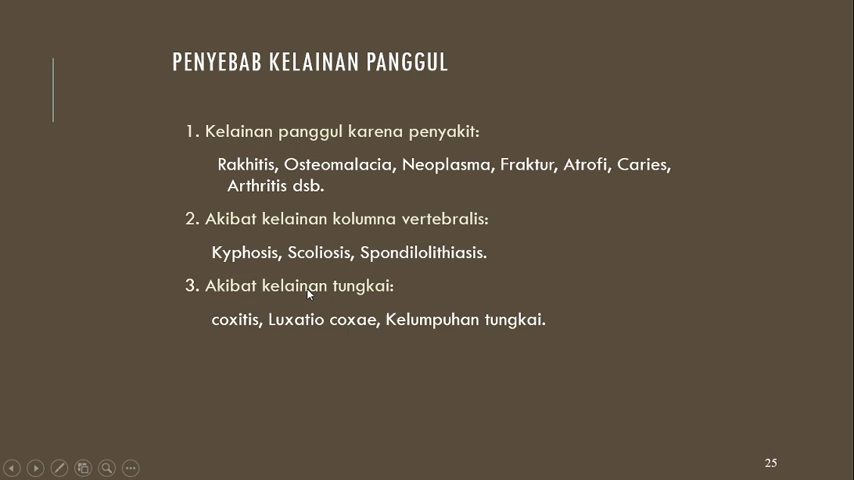 PENYEBAB KELAINAN PANGGUL
1. Kelainan panggul karena penyakit:
Rakhitis, Osteomalacia, Neoplasma, Fraktur, Atrofi, Caries,
Arthritis dsb.
2. Akibat kelainan kolumna vertebralis:
Kyphosis, Scoliosis, Spondilolithiasis.
3. Akibat kelainan tungkai:
coxitis, Luxatio coxae, Kelumpuhan tungkai.
25